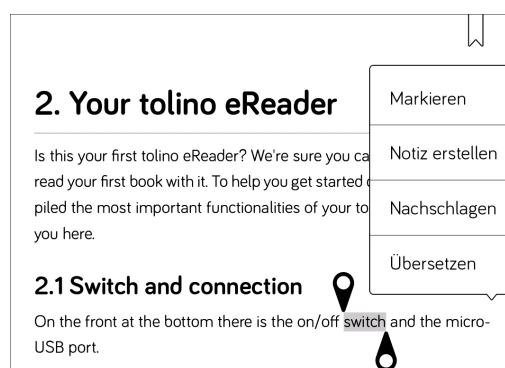 2. Your tolino eReader
Is this your first tolino eReader? We're sure you ca
read your first book with it. To help you get started
piled the most important functionalities of your to
you here.
2.1 Switch and connection
On the front at the bottom there is the on/off switch and the micro-
USB port.
Markieren
Notiz erstellen
Nachschlagen
Übersetzen